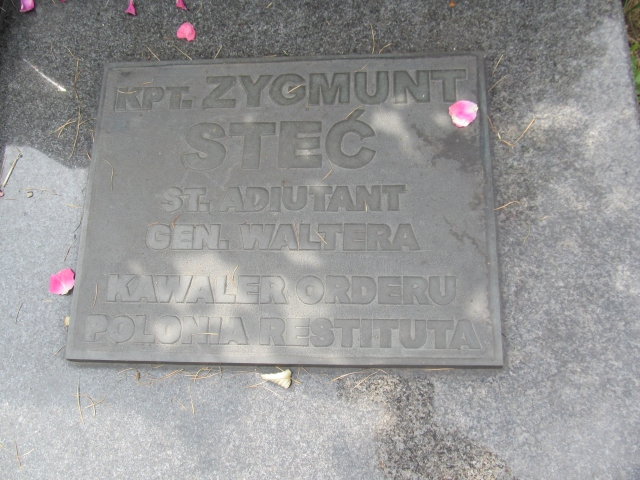 KPT. ZYGMUNT
STEĆ
ST. ADIUTANT
GEN. WALTERA
KAWALER ORDERU
POLONIA RESTITUTA